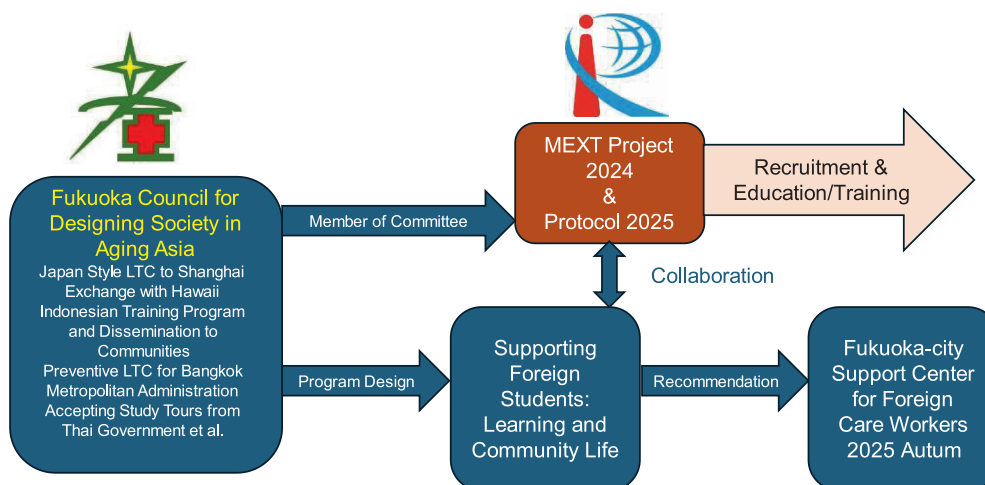 Fukuoka Council for
Designing Society in
Aging Asia
Japan Style LTC to Shanghai
Exchange with Hawaii
Indonesian Training Program
and Dissemination to
Communities
Preventive LTC for Bangkok
Metropolitan Administration
Accepting Study Tours from
Thai Government et al.
Member of Committee
MEXT Project
2024
&
Protocol 2025
Recruitment &
Education/Training
Collaboration
Program Design
Supporting
Foreign
Students:
Learning and
Community Life
Recommendation
Fukuoka-city
Support Center
for Foreign
Care Workers
2025 Autum